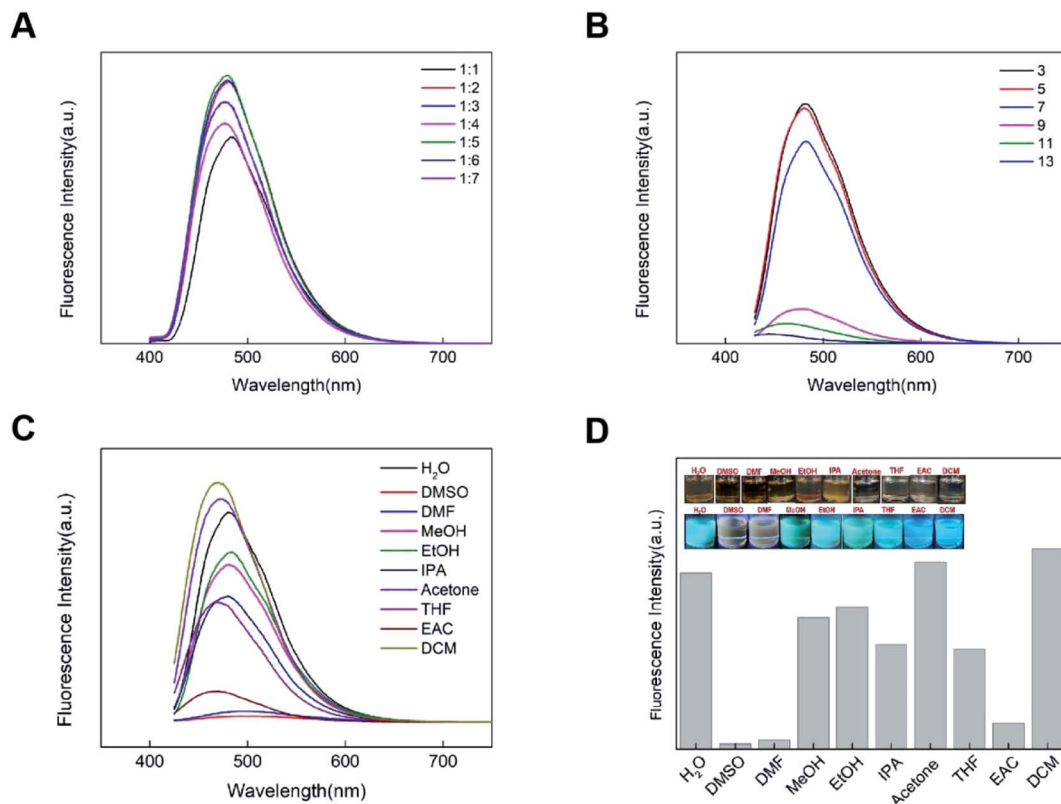 A
Fluorescence Intensity(a.u.)
1:1
1:2
1:3
1:4
1:5
1:6
1:7
400 500 600 700
Wavelength(nm)
B
Fluorescence Intensity(a.u.)
3
5
7
9
11
13
400 500 600 700
Wavelength(nm)
C
Fluorescence Intensity(a.u.)
H₂O
DMSO
DMF
MeOH
EtOH
IPA
Acetone
THF
EAC
DCM
400 500 600 700
Wavelength(nm)
D
Fluorescence Intensity(a.u.)
H₂O DMSO DMF MeOH EtOH IPA Acetone THF EAC DCM
H₂O DMSO DMF MeOH EtOH IPA THF EAC DCM
H₂O DMSO DMF MeOH EtOH IPA Acetone THF EAC DCM